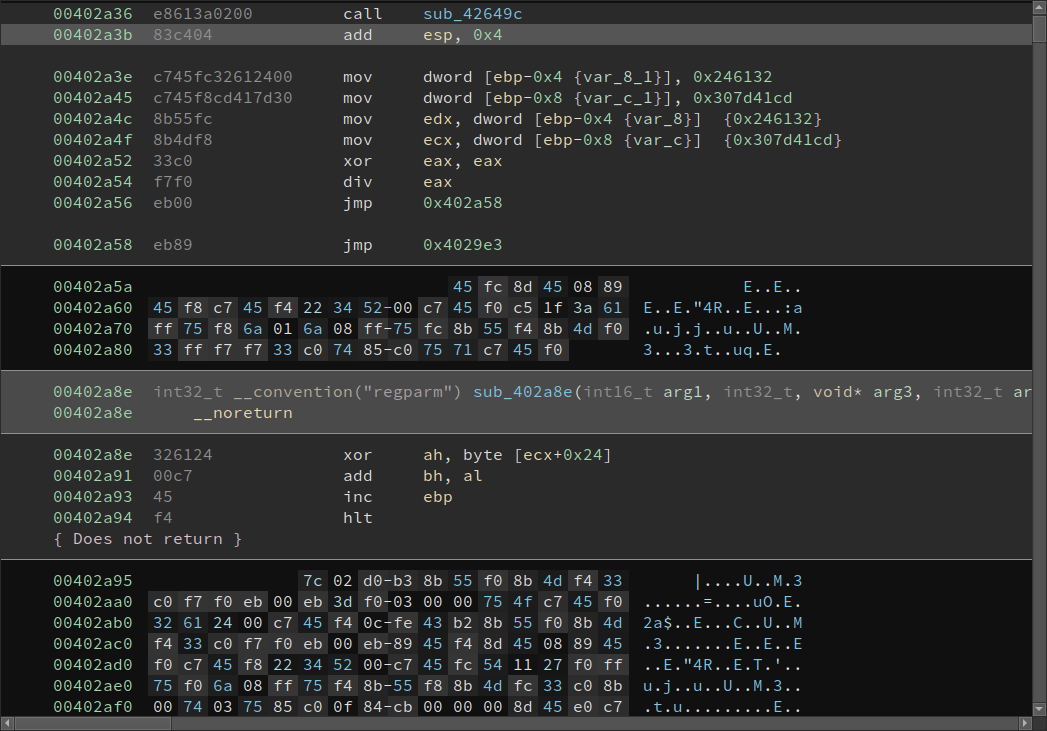 00402a36  e8613a0200         call    sub_42649c
00402a3b  83c404             add     esp, 0x4
00402a3e  c745fc32612400     mov     dword [ebp-0x4 {var_8_1}], 0x246132
00402a45  c745f8cd417d30     mov     dword [ebp-0x8 {var_c_1}], 0x307d41cd
00402a4c  8b55fc             mov     edx, dword [ebp-0x4 {var_8}]  {0x246132}
00402a4f  8b4df8             mov     ecx, dword [ebp-0x8 {var_c}]  {0x307d41cd}
00402a52  33c0               xor     eax, eax
00402a54  f7f0               div     eax
00402a56  eb00               jmp     0x402a58
00402a58  eb89               jmp     0x4029e3
00402a5a  45 fc 8d 45 08 89  E..E..
00402a60  45 f8 c7 45 f4 22 34 52-00 c7 45 f0 c5 1f 3a 61  E..E."4R..E...:a
00402a70  ff 75 f8 6a 01 6a 08 ff-75 fc 8b 55 f4 8b 4d f0  .u.j.j..u..U..M.
00402a80  33 ff f7 f7 33 c0 74 85-c0 75 71 c7 45 f0  3...3.t..uq.E.
00402a8e  int32_t __convention("regparm") sub_402a8e(int16_t arg1, int32_t, void* arg3, int32_t ar
00402a8e      __noreturn
00402a8e  326124             xor     ah, byte [ecx+0x24]
00402a91  00c7               add     bh, al
00402a93  45                 inc     ebp
00402a94  f4                 hlt
{ Does not return }
00402a95  7c 02 d0-b3 8b 55 f0 8b 4d f4 33  |....U..M.3
00402aa0  c0 f7 f0 eb 00 eb 3d f0-03 00 00 75 4f c7 45 f0  ......=....uO.E.
00402ab0  32 61 24 00 c7 45 f4 0c-fe 43 b2 8b 55 f0 8b 4d  2a$..E...C..U..M
00402ac0  f4 33 c0 f7 f0 eb 00 eb-89 45 f4 8d 45 08 89 45  .3.......E..E..E
00402ad0  f0 c7 45 f8 22 34 52 00-c7 45 fc 54 11 27 f0 ff  ..E."4R..E.T.'..
00402ae0  75 f0 6a 08 ff 75 f4 8b-55 f8 8b 4d fc 33 c0 8b  u.j..u..U..M.3..
00402af0  00 74 03 75 85 c0 0f 84-cb 00 00 00 8d 45 e0 c7  .t.u.........E..